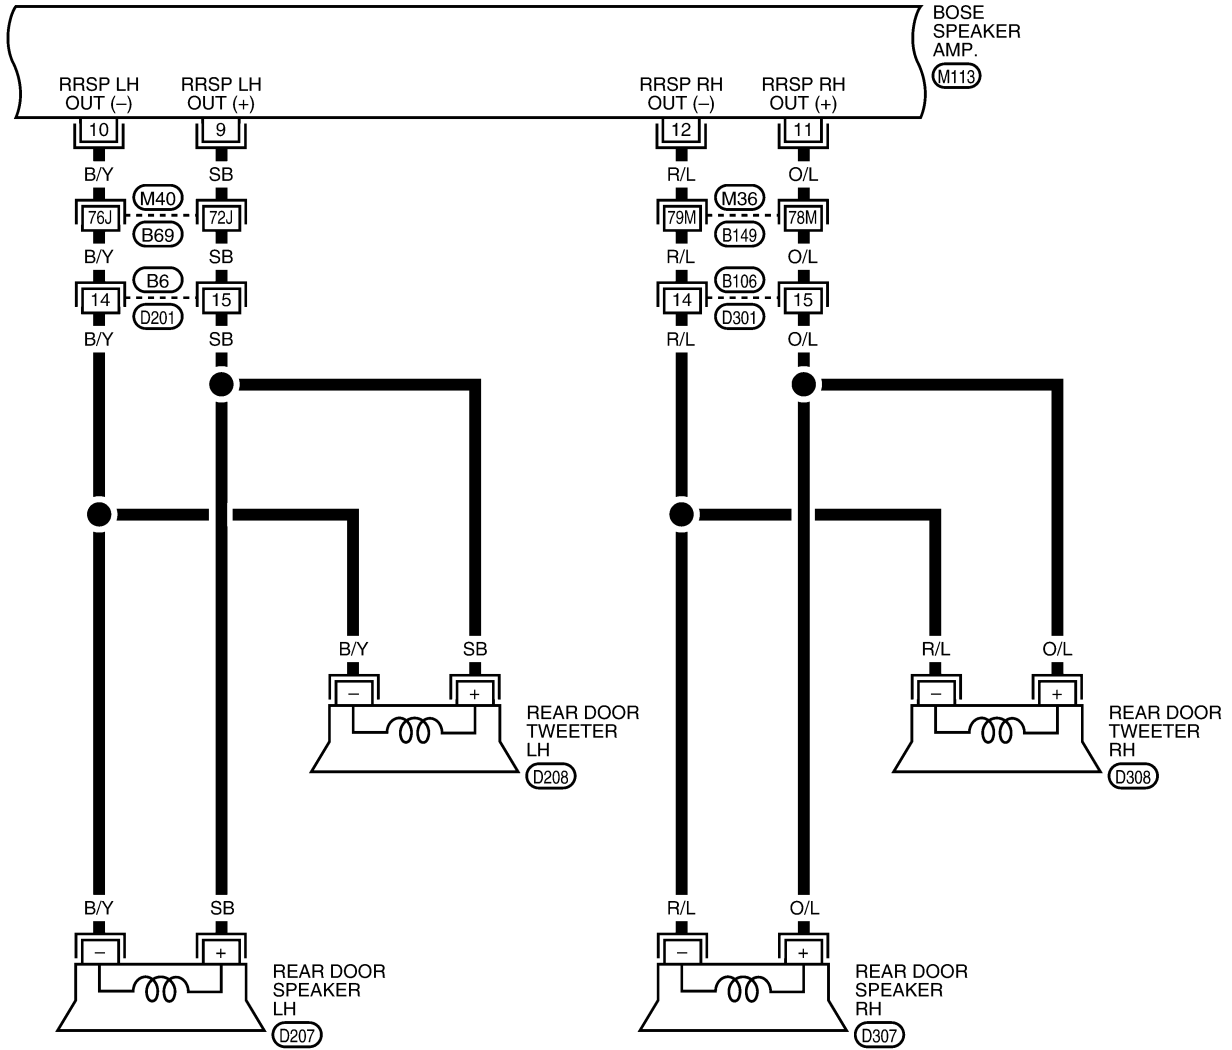 BOSE
SPEAKER
AMP.
M113
RRSP LH
OUT (–)
RRSP LH
OUT (+)
RRSP RH
OUT (–)
RRSP RH
OUT (+)
10
9
12
11
B/Y
SB
R/L
O/L
76J
M40
B69
72J
79M
M36
B149
78M
B/Y
SB
R/L
O/L
14
B6
D201
15
14
B106
D301
15
B/Y
SB
R/L
O/L
B/Y
SB
R/L
O/L
–
+
–
+
REAR DOOR
TWEETER
LH
D208
REAR DOOR
TWEETER
RH
D308
B/Y
SB
R/L
O/L
–
+
–
+
REAR DOOR
SPEAKER
LH
D207
REAR DOOR
SPEAKER
RH
D307